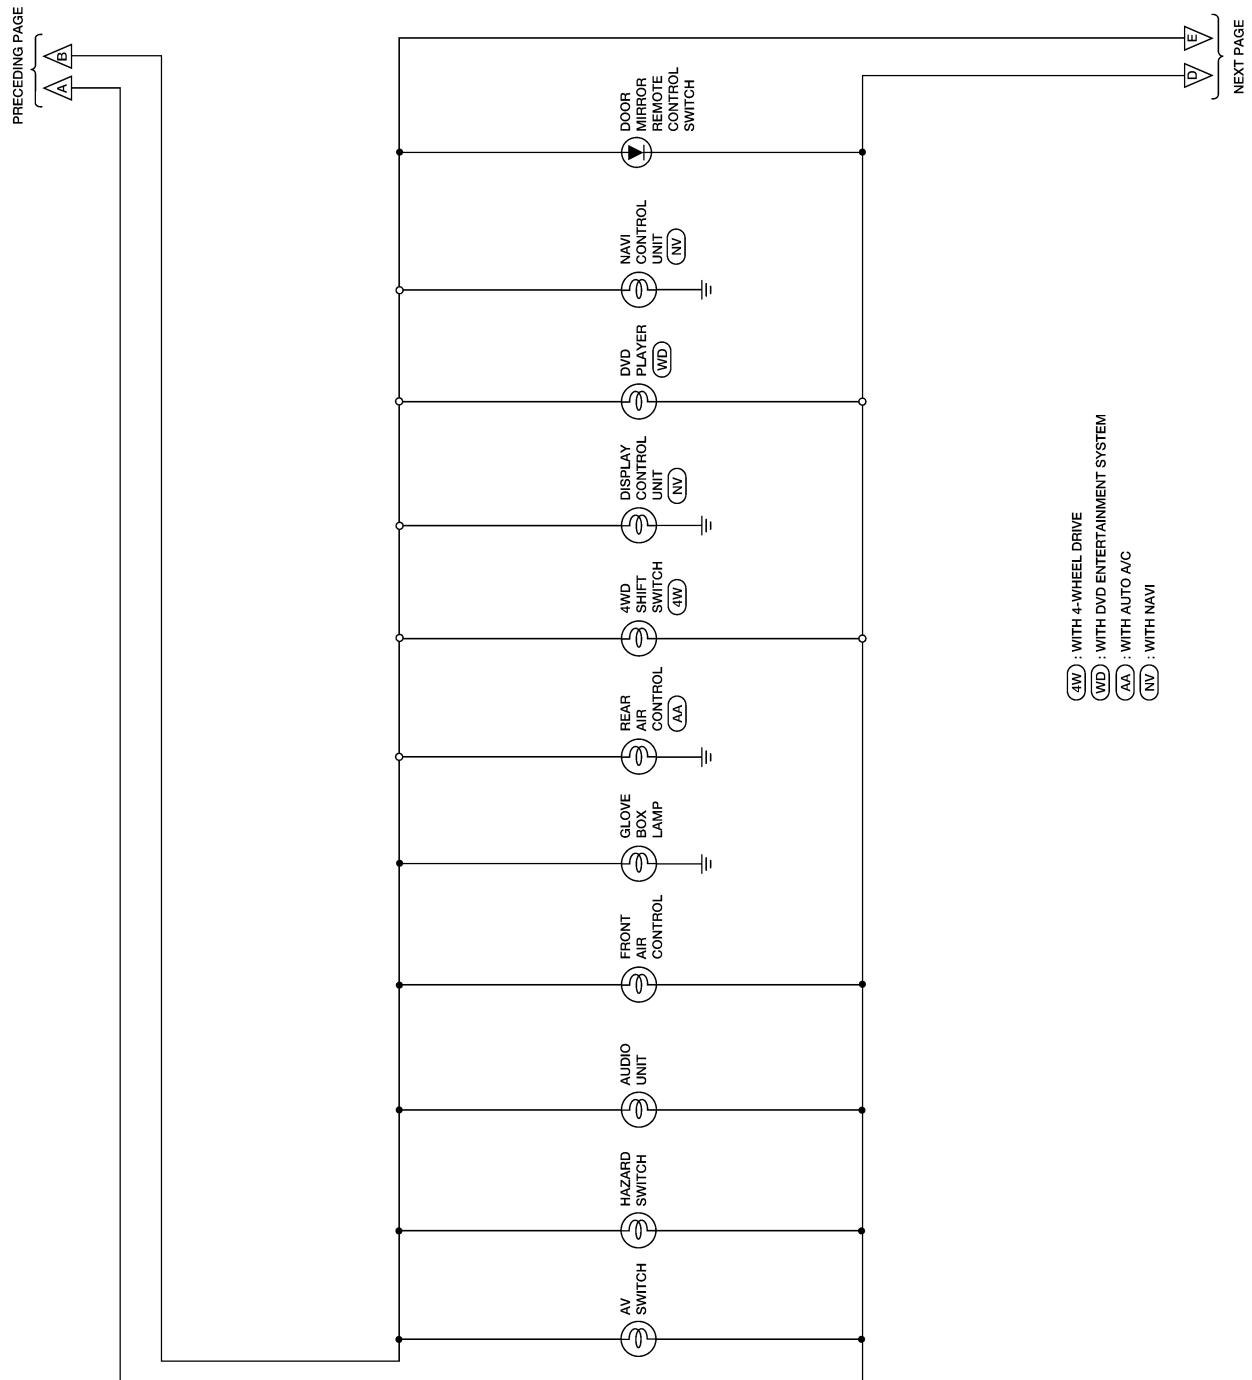 PRECEDING PAGE
A
B
AV
SWITCH
HAZARD
SWITCH
AUDIO
UNIT
FRONT
AIR
CONTROL
GLOVE
BOX
LAMP
REAR
AIR
CONTROL
AA
4WD
SHIFT
SWITCH
4W
DISPLAY
CONTROL
UNIT
NV
DVD
PLAYER
WD
NAVI
CONTROL
UNIT
NV
DOOR
MIRROR
REMOTE
CONTROL
SWITCH
4W : WITH 4-WHEEL DRIVE
WD : WITH DVD ENTERTAINMENT SYSTEM
AA : WITH AUTO A/C
NV : WITH NAVI
D
E
NEXT PAGE